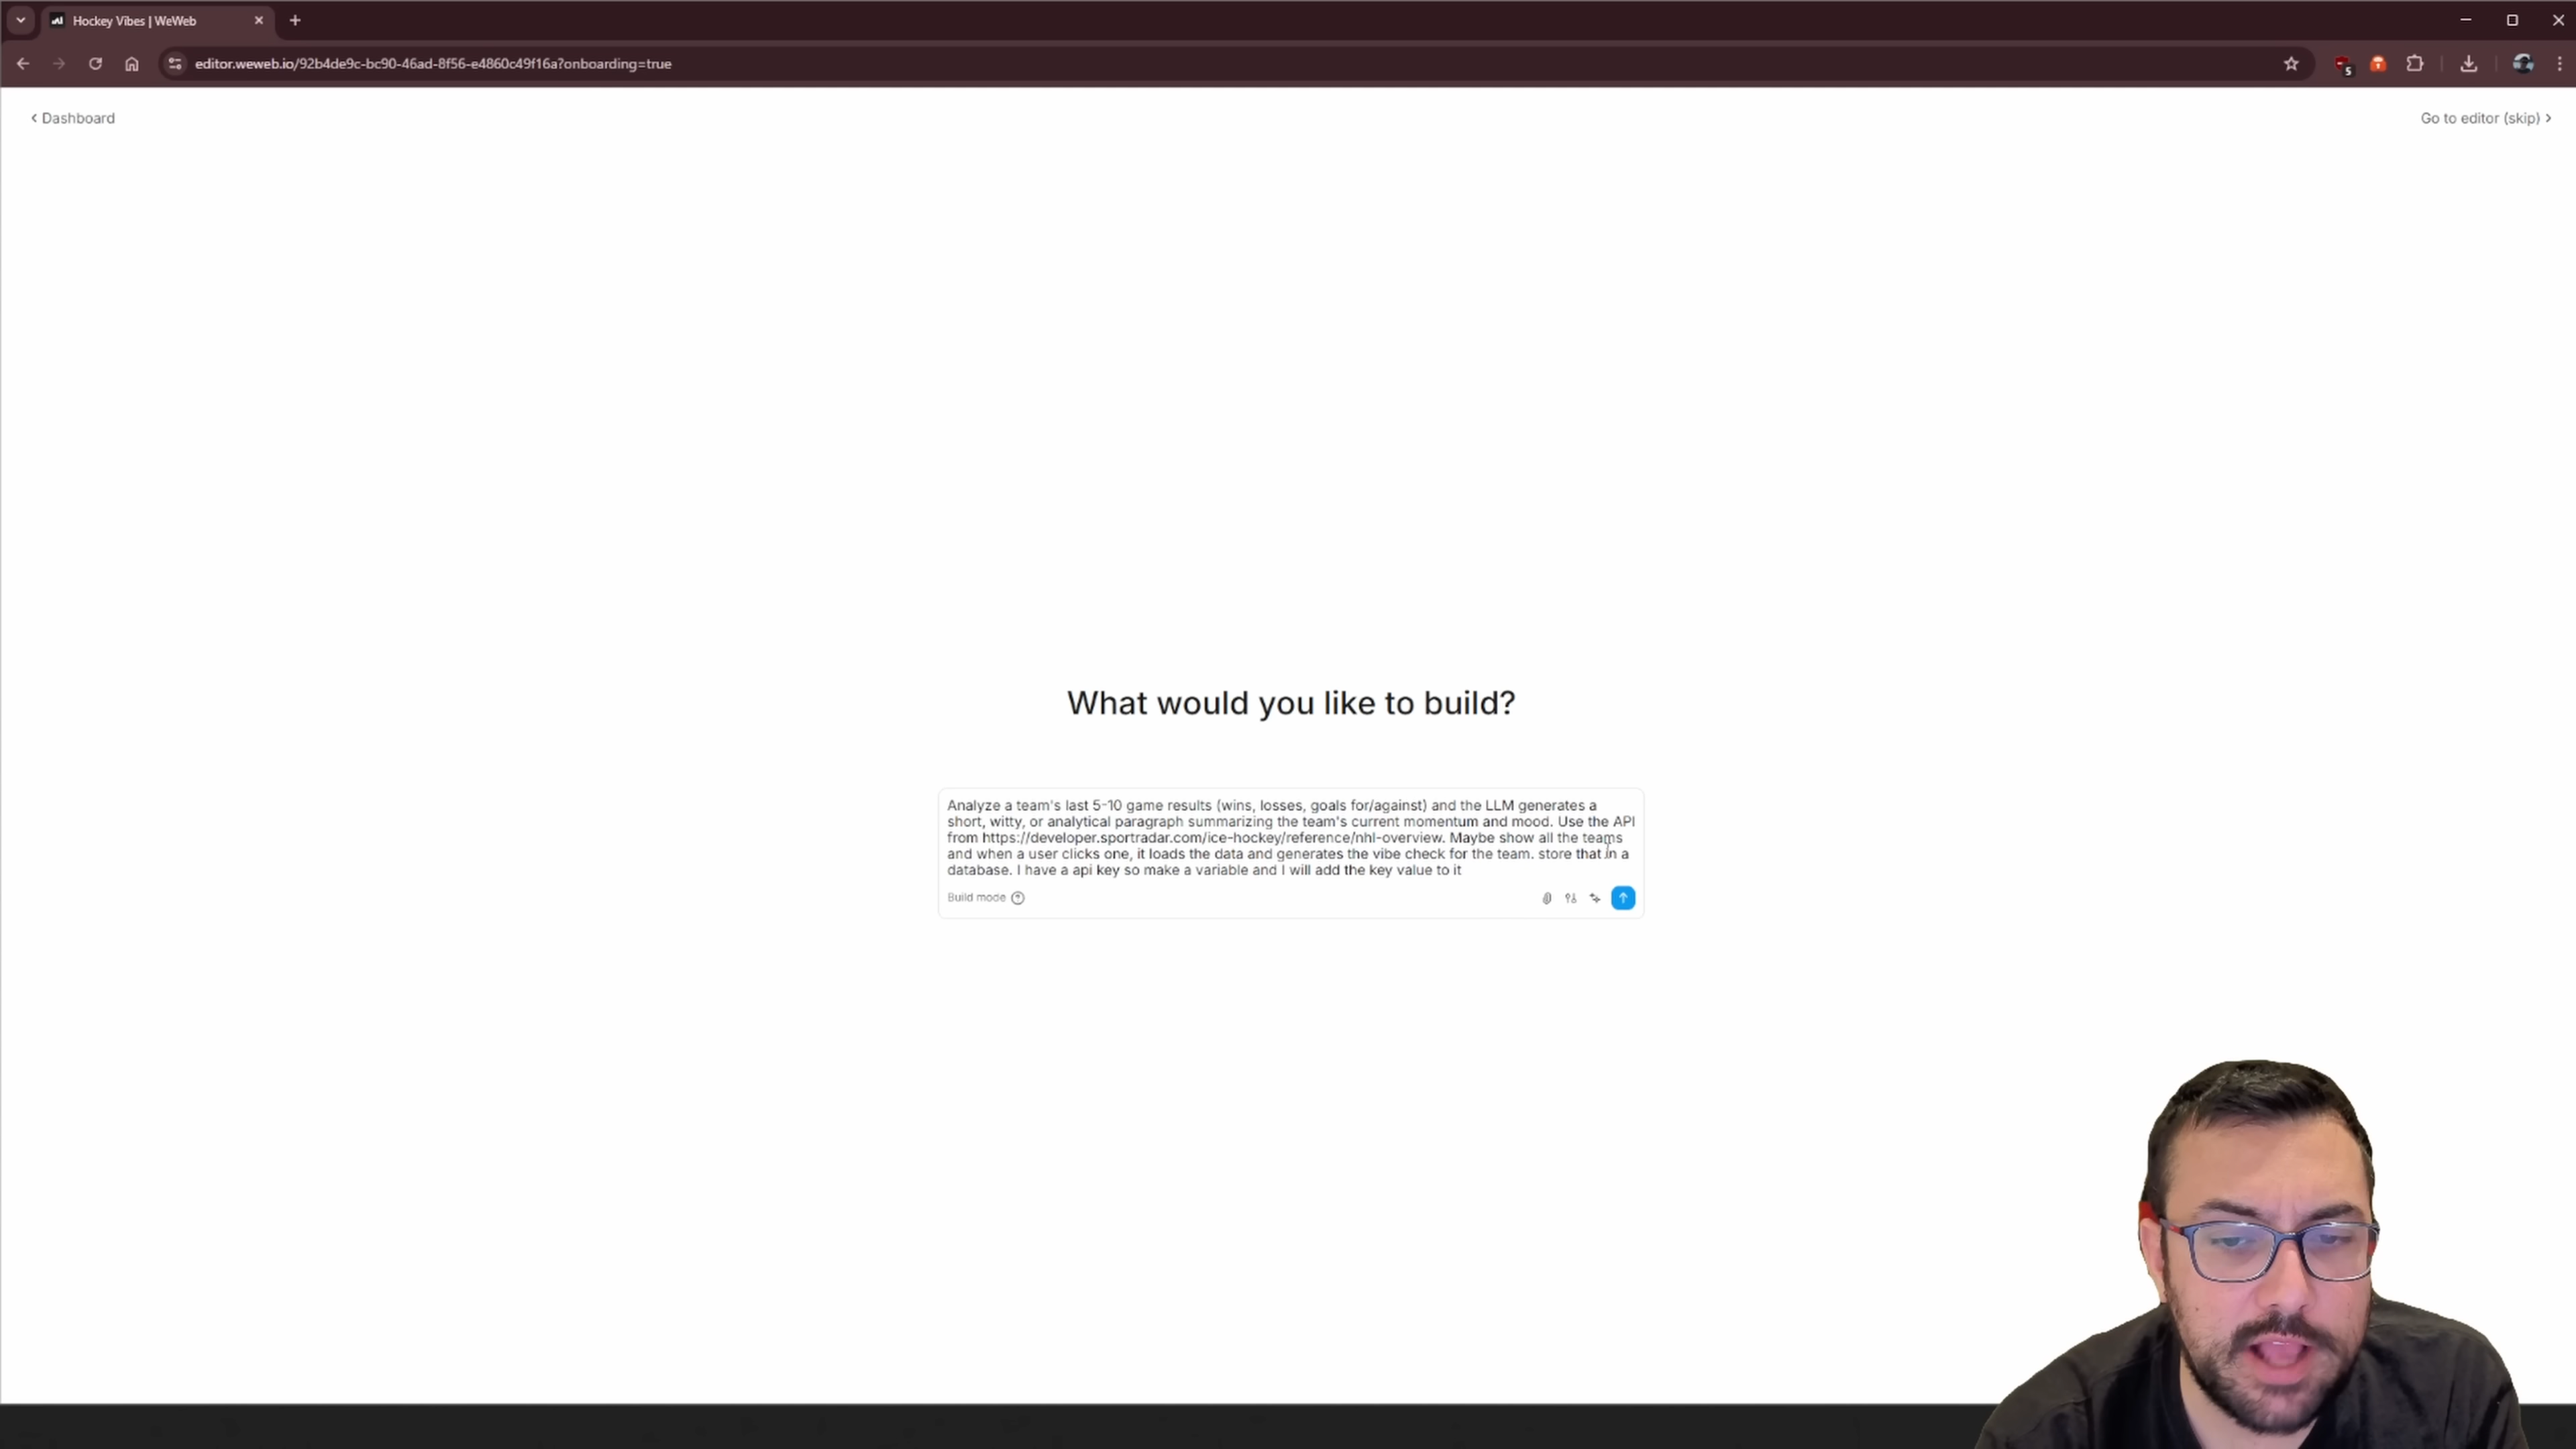 Hockey Vibes | WeWeb
editor.weweb.io/92b4de9c-bc90-46ad-8f56-e4860c49f16a?onboarding=true
5
Dashboard
Go to editor (skip)
What would you like to build?
Analyze a team's last 5-10 game results (wins, losses, goals for/against) and the LLM generates a
short, witty, or analytical paragraph summarizing the team's current momentum and mood. Use the API
from https://developer.sportradar.com/ice-hockey/reference/nhl-overview. Maybe show all the teams
and when a user clicks one, it loads the data and generates the vibe check for the team. store that in a
database. I have a api key so make a variable and I will add the key value to it
Build mode